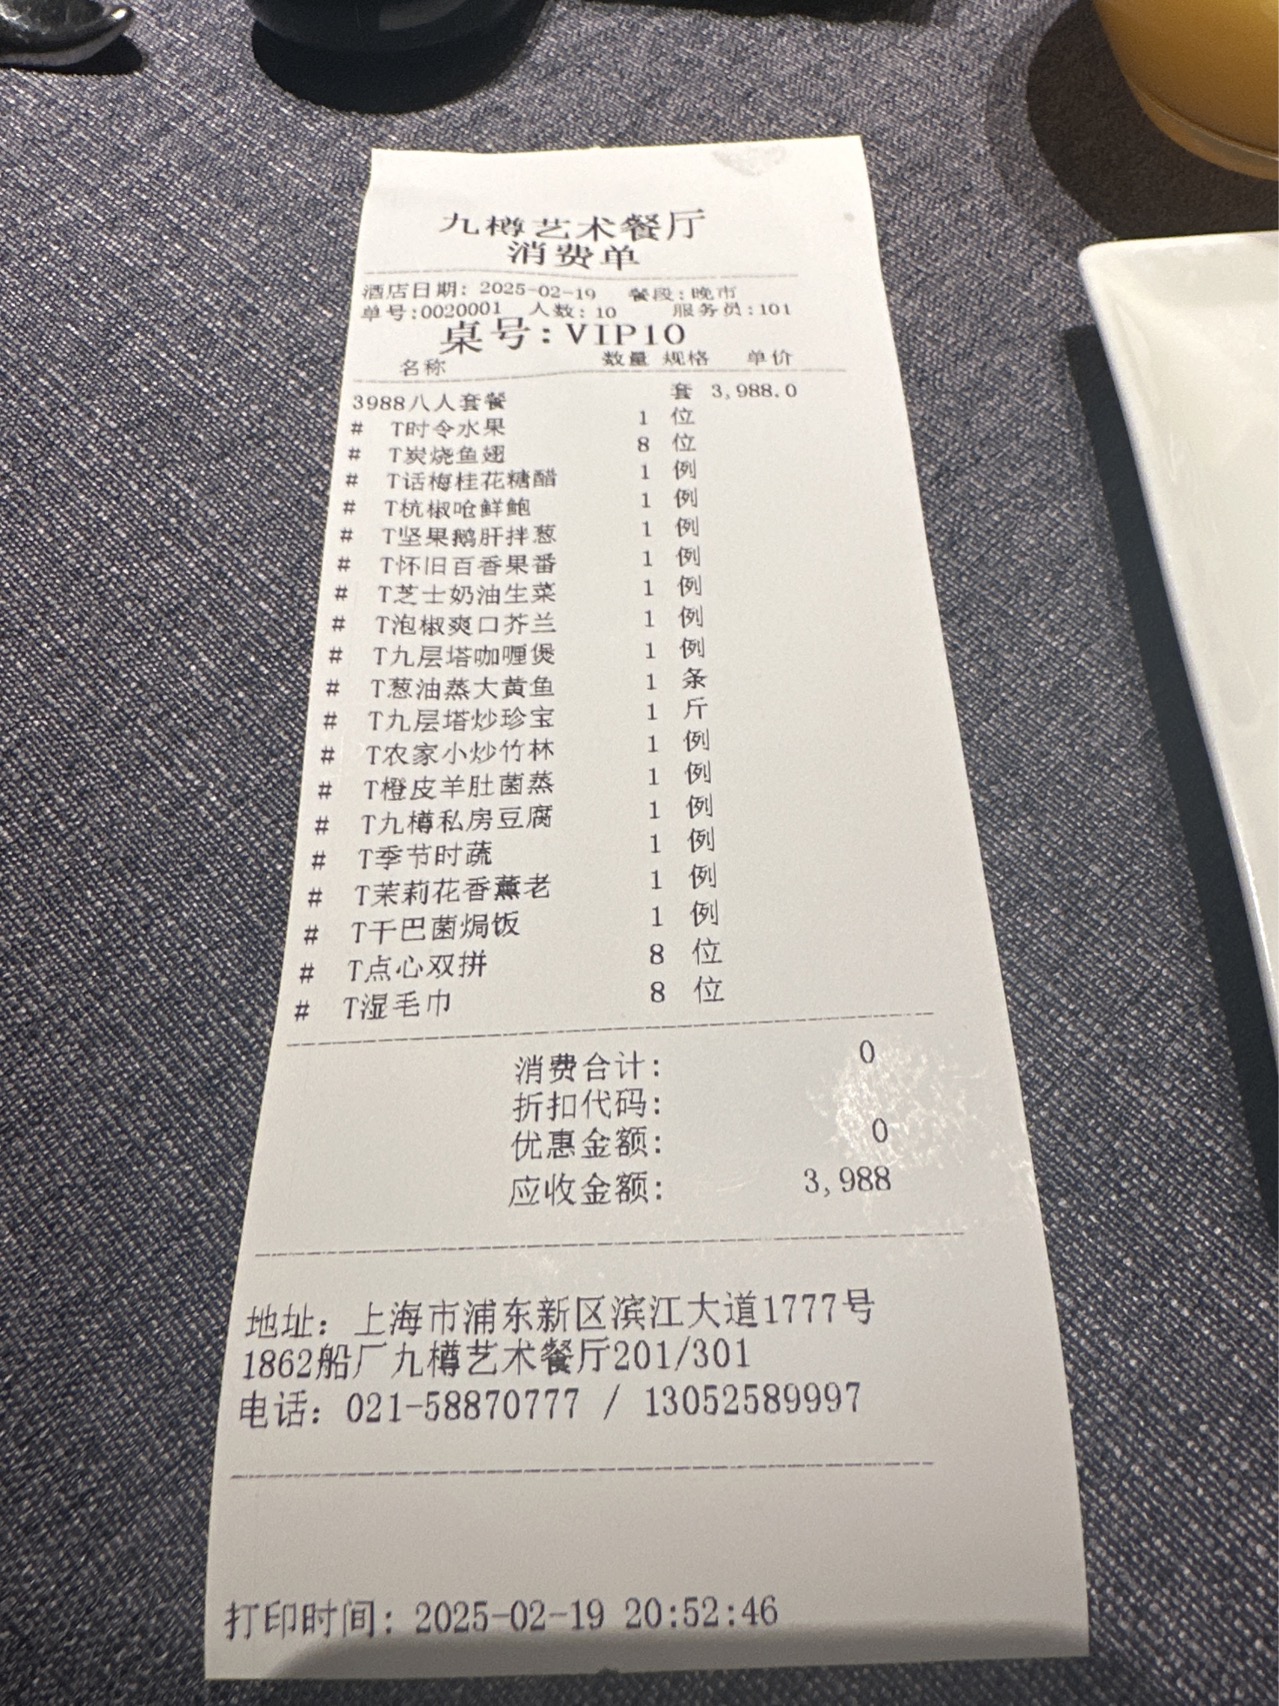 九樽艺术餐厅
消费单
酒店日期: 2025-02-19 餐段:晚市
单号:0020001 人数:10 服务员:101
桌号:VIP10
名称 数量 规格 单价
3988八人套餐 套 3,988.0
# T时令水果 1 位
# T炭烧鱼翅 8 位
# T话梅桂花糖醋 1 例
# T杭椒呛鲜鲍 1 例
# T坚果鹅肝拌葱 1 例
# T怀旧百香果番 1 例
# T芝士奶油生菜 1 例
# T泡椒爽口芥兰 1 例
# T九层塔咖喱煲 1 例
# T葱油蒸大黄鱼 1 条
# T九层塔炒珍宝 1 斤
# T农家小炒竹林 1 例
# T橙皮羊肚菌蒸 1 例
# T九樽私房豆腐 1 例
# T季节时蔬 1 例
# T茉莉花香薰老 1 例
# T干巴菌焗饭 1 例
# T点心双拼 8 位
# T湿毛巾 8 位
消费合计: 0
折扣代码:
优惠金额: 0
应收金额: 3,988
地址: 上海市浦东新区滨江大道1777号
1862船厂九樽艺术餐厅201/301
电话: 021-58870777 / 13052589997
打印时间: 2025-02-19 20:52:46